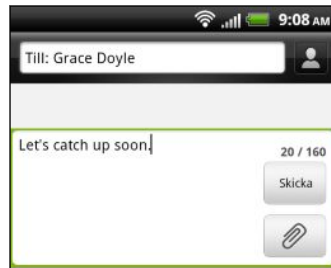 9:08 AM
Till: Grace Doyle
Let's catch up soon.
20 / 160
Skicka